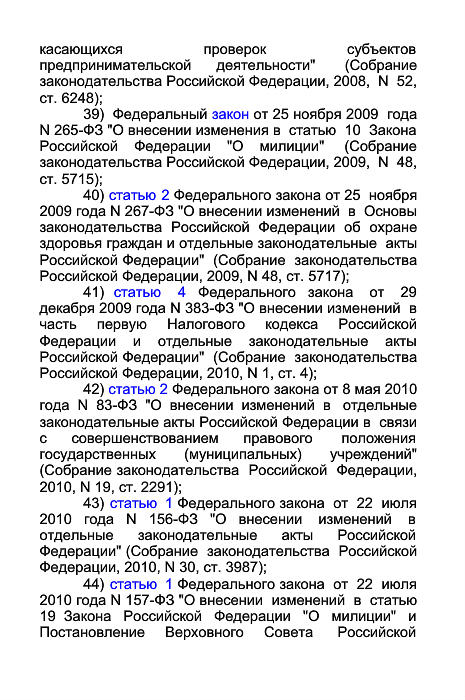 касающихся проверок субъектов
предпринимательской деятельности" (Собрание
законодательства Российской Федерации, 2008, N 52,
ст. 6248);
39) Федеральный закон от 25 ноября 2009 года
N 265-ФЗ "О внесении изменения в статью 10 Закона
Российской Федерации "О милиции" (Собрание
законодательства Российской Федерации, 2009, N 48,
ст. 5715);
40) статью 2 Федерального закона от 25 ноября
2009 года N 267-ФЗ "О внесении изменений в Основы
законодательства Российской Федерации об охране
здоровья граждан и отдельные законодательные акты
Российской Федерации" (Собрание законодательства
Российской Федерации, 2009, N 48, ст. 5717);
41) статью 4 Федерального закона от 29
декабря 2009 года N 383-ФЗ "О внесении изменений в
часть первую Налогового кодекса Российской
Федерации и отдельные законодательные акты
Российской Федерации" (Собрание законодательства
Российской Федерации, 2010, N 1, ст. 4);
42) статью 2 Федерального закона от 8 мая 2010
года N 83-ФЗ "О внесении изменений в отдельные
законодательные акты Российской Федерации в связи
с совершенствованием правового положения
государственных (муниципальных) учреждений"
(Собрание законодательства Российской Федерации,
2010, N 19, ст. 2291);
43) статью 1 Федерального закона от 22 июля
2010 года N 156-ФЗ "О внесении изменений в
отдельные законодательные акты Российской
Федерации" (Собрание законодательства Российской
Федерации, 2010, N 30, ст. 3987);
44) статью 1 Федерального закона от 22 июля
2010 года N 157-ФЗ "О внесении изменений в статью
19 Закона Российской Федерации "О милиции" и
Постановление Верховного Совета Российской